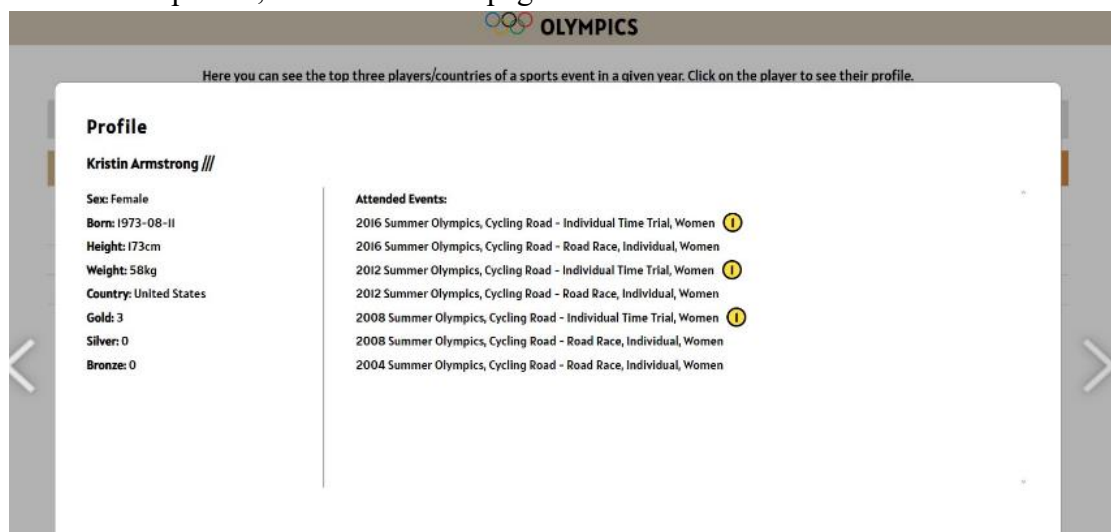 OLYMPICS
Here you can see the top three players/countries of a sports event in a given year. Click on the player to see their profile.
Profile
Kristin Armstrong ///
Sex: Female
Born: 1973-08-11
Height: 173cm
Weight: 58kg
Country: United States
Gold: 3
Silver: 0
Bronze: 0
Attended Events:
2016 Summer Olympics, Cycling Road - Individual Time Trial, Women 1
2016 Summer Olympics, Cycling Road - Road Race, Individual, Women
2012 Summer Olympics, Cycling Road - Individual Time Trial, Women 1
2012 Summer Olympics, Cycling Road - Road Race, Individual, Women
2008 Summer Olympics, Cycling Road - Individual Time Trial, Women 1
2008 Summer Olympics, Cycling Road - Road Race, Individual, Women
2004 Summer Olympics, Cycling Road - Road Race, Individual, Women